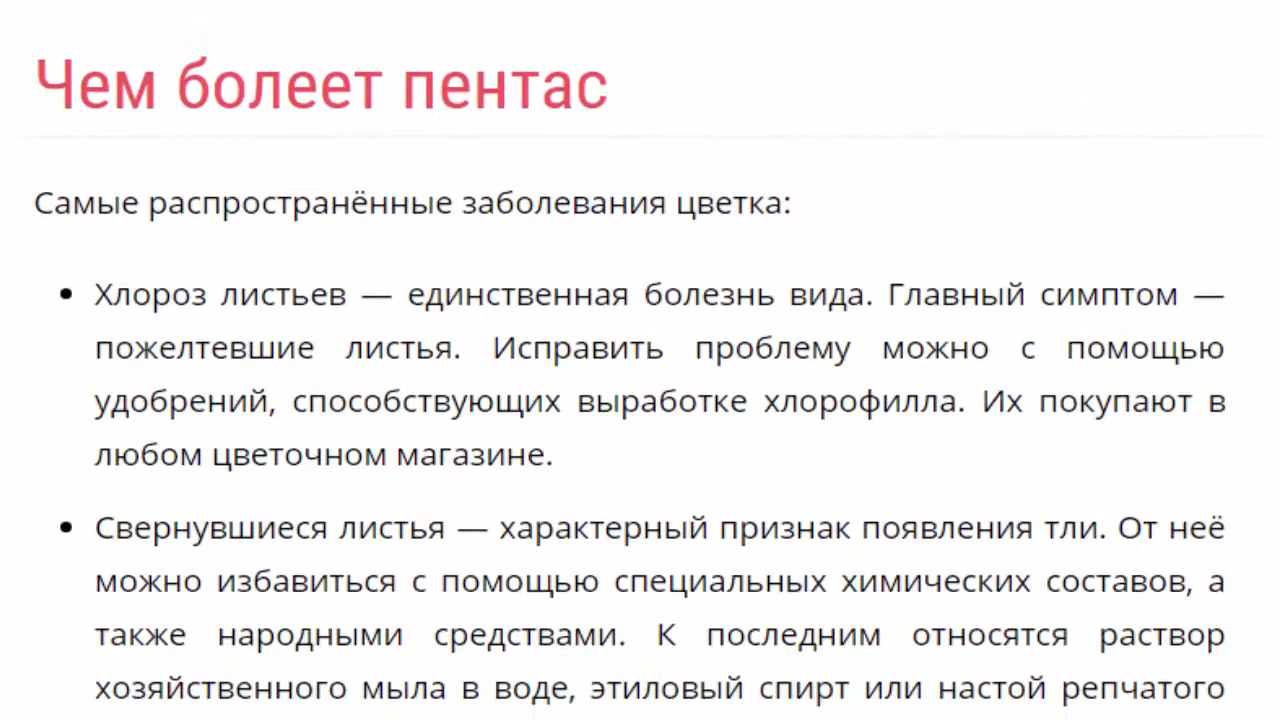 Чем болеет пентас
Самые распространённые заболевания цветка:
• Хлороз листьев — единственная болезнь вида. Главный симптом —
пожелтевшие листья. Исправить проблему можно с помощью
удобрений, способствующих выработке хлорофилла. Их покупают в
любом цветочном магазине.
• Свернувшиеся листья — характерный признак появления тли. От неё
можно избавиться с помощью специальных химических составов, а
также народными средствами. К последним относятся раствор
хозяйственного мыла в воде, этиловый спирт или настой репчатого